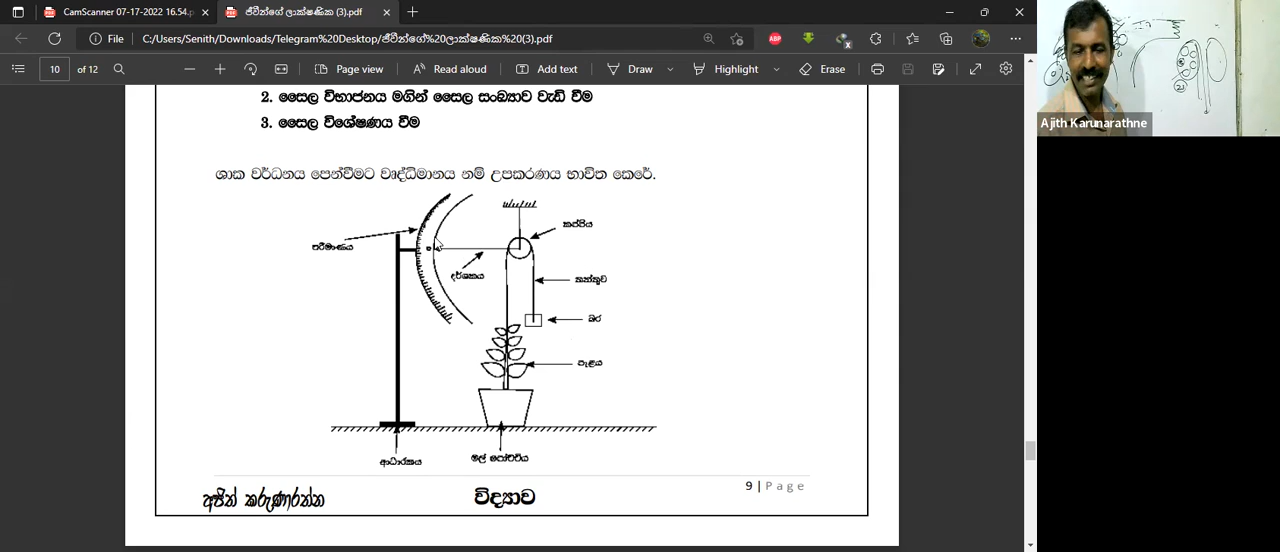 CamScanner 07-17-2022 16.54.p
ජීවීන්ගේ ලාක්ෂණික (3).pdf
File
C:/Users/Senith/Downloads/Telegram%20Desktop/ජීවීන්ගේ%20ලාක්ෂණික%20(3).pdf
ABP
10 of 12
Page view
Read aloud
Add text
Draw
Highlight
Erase
2. සෛල විභාජනය මගින් සෛල සංඛ්‍යාව වැඩි වීම
3. සෛල විශේෂණය වීම
ශාක වර්ධනය පෙන්වීමට වෘද්ධිමානය නම් උපකරණය භාවිත කෙරේ.
කප්පිය
පරිමාණය
දර්ශකය
තන්තුව
බර
පැළය
ආධාරකය
මල් පෝච්චිය
9 | Page
අජිත් කරුණාරත්න
විද්‍යාව
Ajith Karunarathne